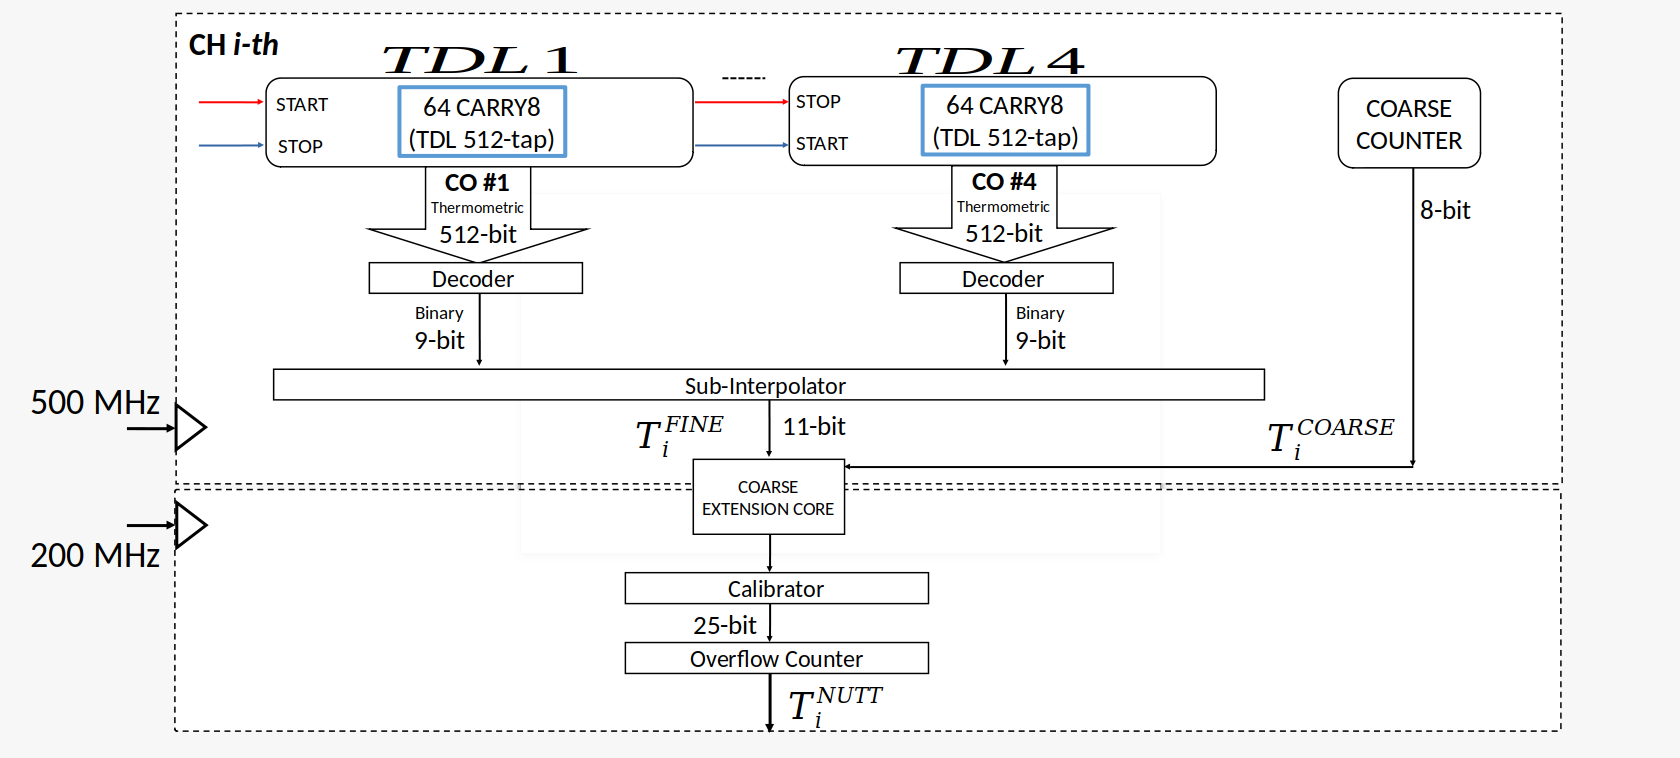 CH i-th
TDL 1
TDL 4
START
STOP
64 CARRY8
(TDL 512-tap)
STOP
START
64 CARRY8
(TDL 512-tap)
COARSE
COUNTER
CO #1
Thermometric
512-bit
CO #4
Thermometric
512-bit
8-bit
Decoder
Decoder
Binary
9-bit
Binary
9-bit
Sub-Interpolator
500 MHz
T_i^FINE
11-bit
T_i^COARSE
COARSE
EXTENSION CORE
200 MHz
Calibrator
25-bit
Overflow Counter
T_i^NUTT